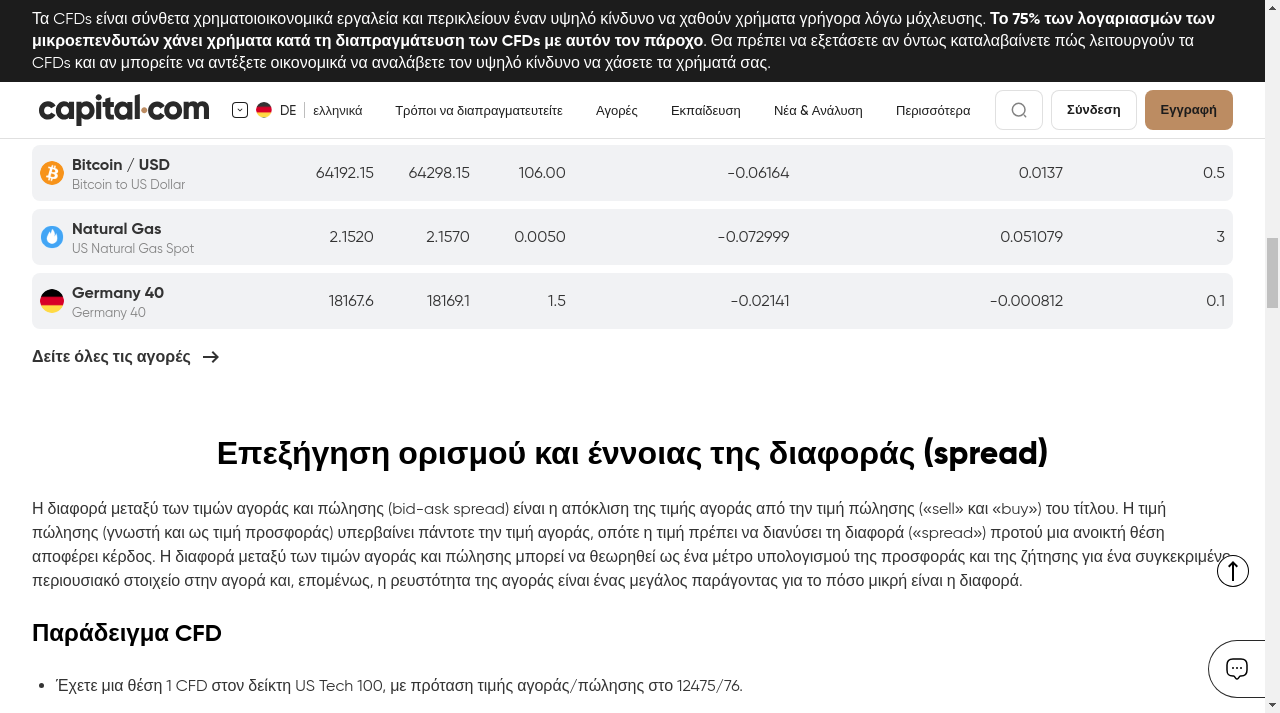 Τα CFDs είναι σύνθετα χρηματοιοικονομικά εργαλεία και περικλείουν έναν υψηλό κίνδυνο να χαθούν χρήματα γρήγορα λόγω μόχλευσης. Το 75% των λογαριασμών των
μικροεπενδυτών χάνει χρήματα κατά τη διαπραγμάτευση των CFDs με αυτόν τον πάροχο. Θα πρέπει να εξετάσετε αν όντως καταλαβαίνετε πώς λειτουργούν τα
CFDs και αν μπορείτε να αντέξετε οικονομικά να αναλάβετε τον υψηλό κίνδυνο να χάσετε τα χρήματά σας.
capital.com DE ελληνικά Τρόποι να διαπραγματευτείτε Αγορές Εκπαίδευση Νέα & Ανάλυση Περισσότερα Σύνδεση Εγγραφή
Bitcoin / USD 64192.15 64298.15 106.00 -0.06164 0.0137 0.5
Bitcoin to US Dollar
Natural Gas 2.1520 2.1570 0.0050 -0.072999 0.051079 3
US Natural Gas Spot
Germany 40 18167.6 18169.1 1.5 -0.02141 -0.000812 0.1
Germany 40
Δείτε όλες τις αγορές
Επεξήγηση ορισμού και έννοιας της διαφοράς (spread)
Η διαφορά μεταξύ των τιμών αγοράς και πώλησης (bid-ask spread) είναι η απόκλιση της τιμής αγοράς από την τιμή πώλησης («sell» και «buy») του τίτλου. Η τιμή
πώλησης (γνωστή και ως τιμή προσφοράς) υπερβαίνει πάντοτε την τιμή αγοράς, οπότε η τιμή πρέπει να διανύσει τη διαφορά («spread») προτού μια ανοικτή θέση
αποφέρει κέρδος. Η διαφορά μεταξύ των τιμών αγοράς και πώλησης μπορεί να θεωρηθεί ως ένα μέτρο υπολογισμού της προσφοράς και της ζήτησης για ένα συγκεκριμένο
περιουσιακό στοιχείο στην αγορά και, επομένως, η ρευστότητα της αγοράς είναι ένας μεγάλος παράγοντας για το πόσο μικρή είναι η διαφορά.
Παράδειγμα CFD
Έχετε μια θέση 1 CFD στον δείκτη US Tech 100, με πρόταση τιμής αγοράς/πώλησης στο 12475/76.